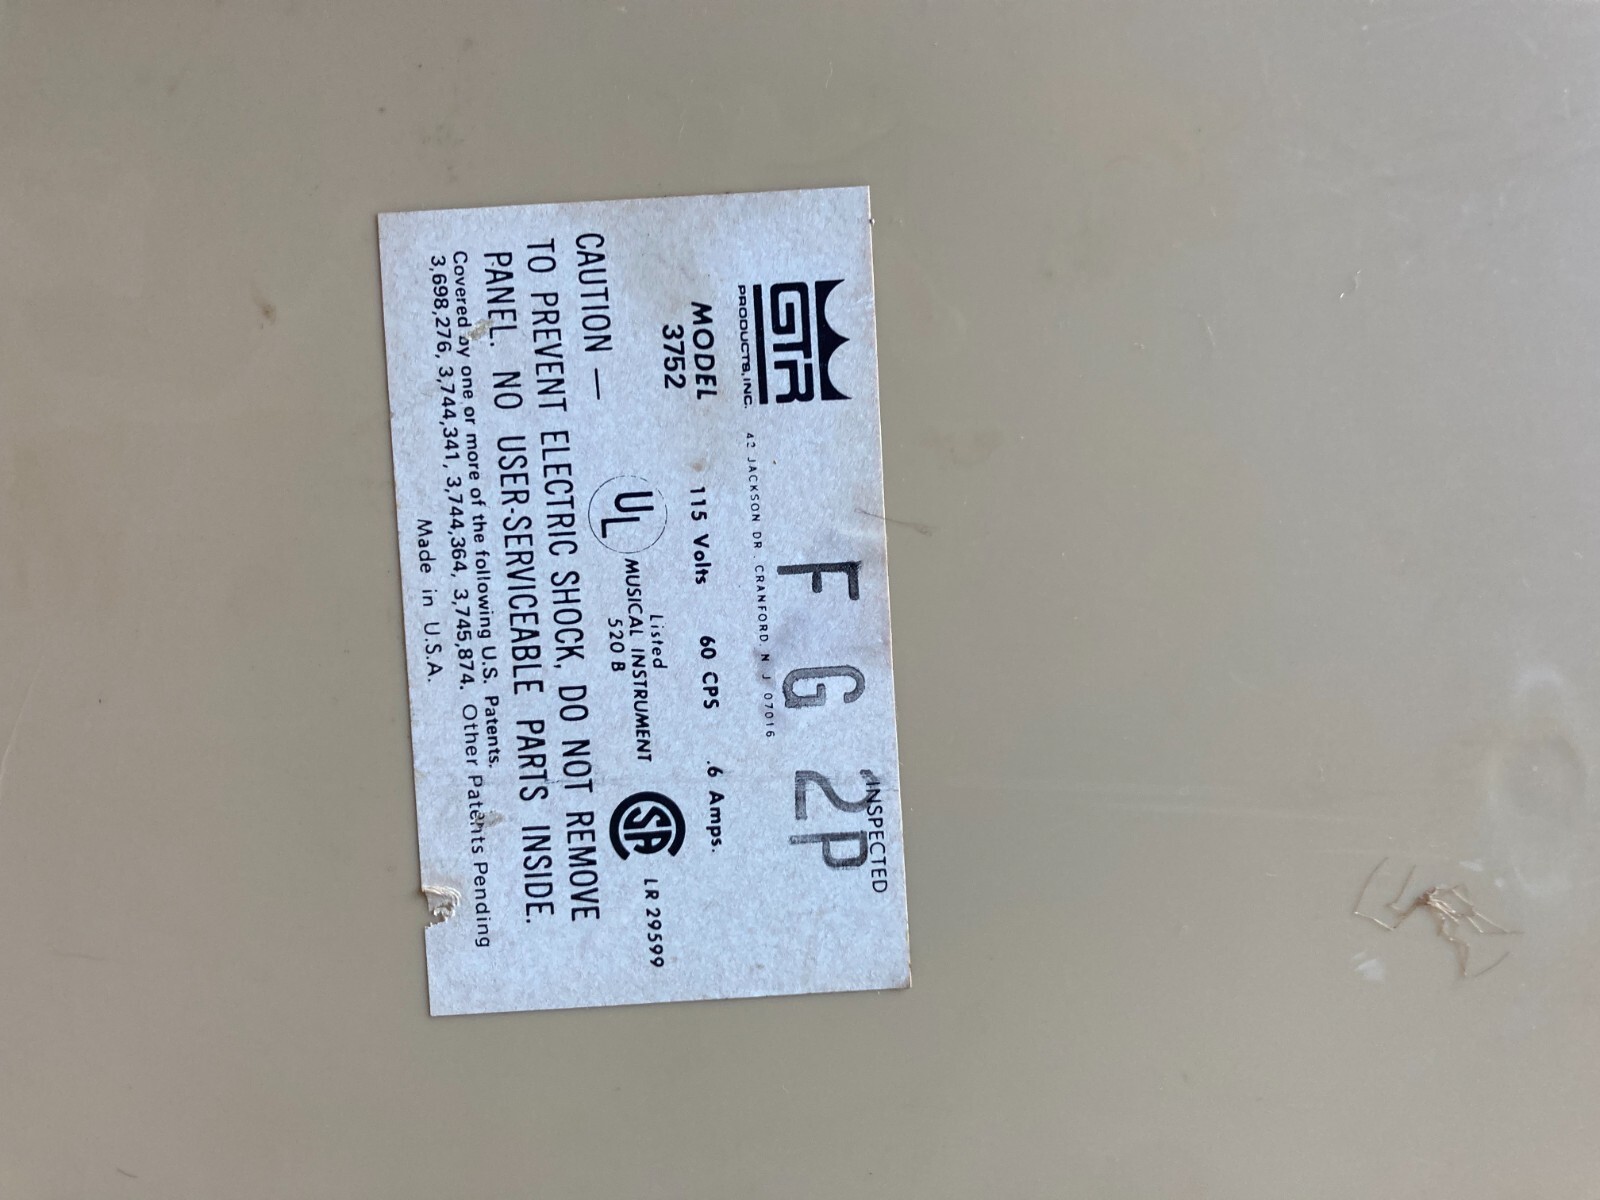 INSPECTED
F G 2P
GTR
PRODUCTS, INC.
42 JACKSON DR. CRANFORD, N J 07016
MODEL 115 Volts 60 CPS .6 Amps.
3752
UL Listed
MUSICAL INSTRUMENT
520 B
SA LR 29599
CAUTION —
TO PREVENT ELECTRIC SHOCK, DO NOT REMOVE
PANEL. NO USER-SERVICEABLE PARTS INSIDE.
Covered by one or more of the following U.S. Patents.
3,698,276, 3,744,341, 3,744,364, 3,745,874. Other Patents Pending
Made in U.S.A.